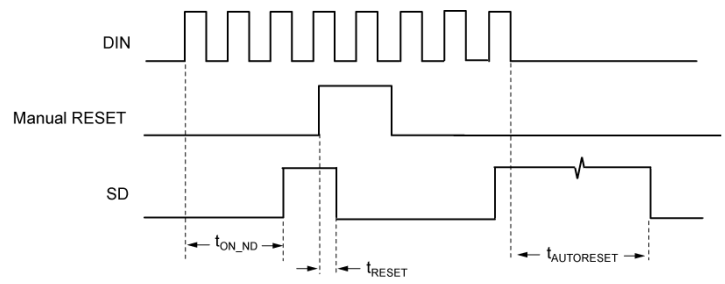 DIN
Manual RESET
SD
tON_ND
tRESET
tAUTORESET